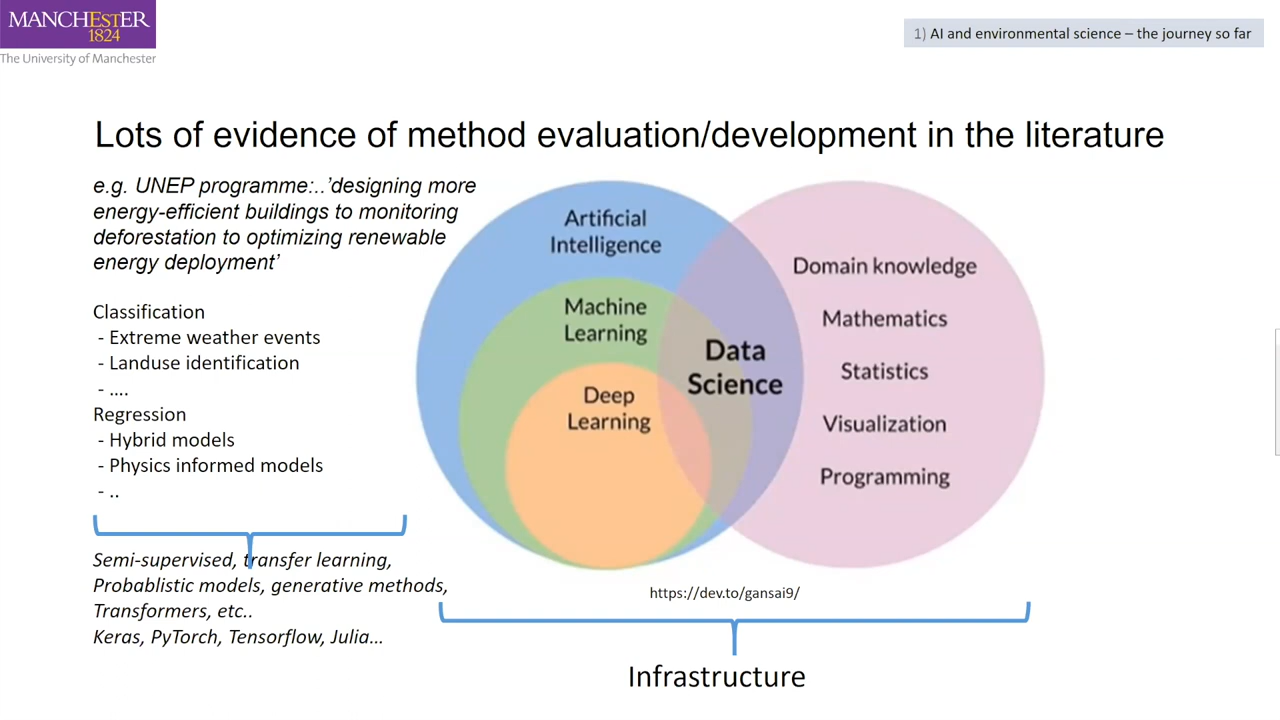 MANCHESTER
1824
The University of Manchester
1) AI and environmental science – the journey so far
Lots of evidence of method evaluation/development in the literature
e.g. UNEP programme:..’designing more
energy-efficient buildings to monitoring
deforestation to optimizing renewable
energy deployment’
Classification
- Extreme weather events
- Landuse identification
- ....
Regression
- Hybrid models
- Physics informed models
- ..
Semi-supervised, transfer learning,
Probablistic models, generative methods,
Transformers, etc..
Keras, PyTorch, Tensorflow, Julia...
Artificial
Intelligence
Machine
Learning
Deep
Learning
Data
Science
Domain knowledge
Mathematics
Statistics
Visualization
Programming
https://dev.to/gansai9/
Infrastructure